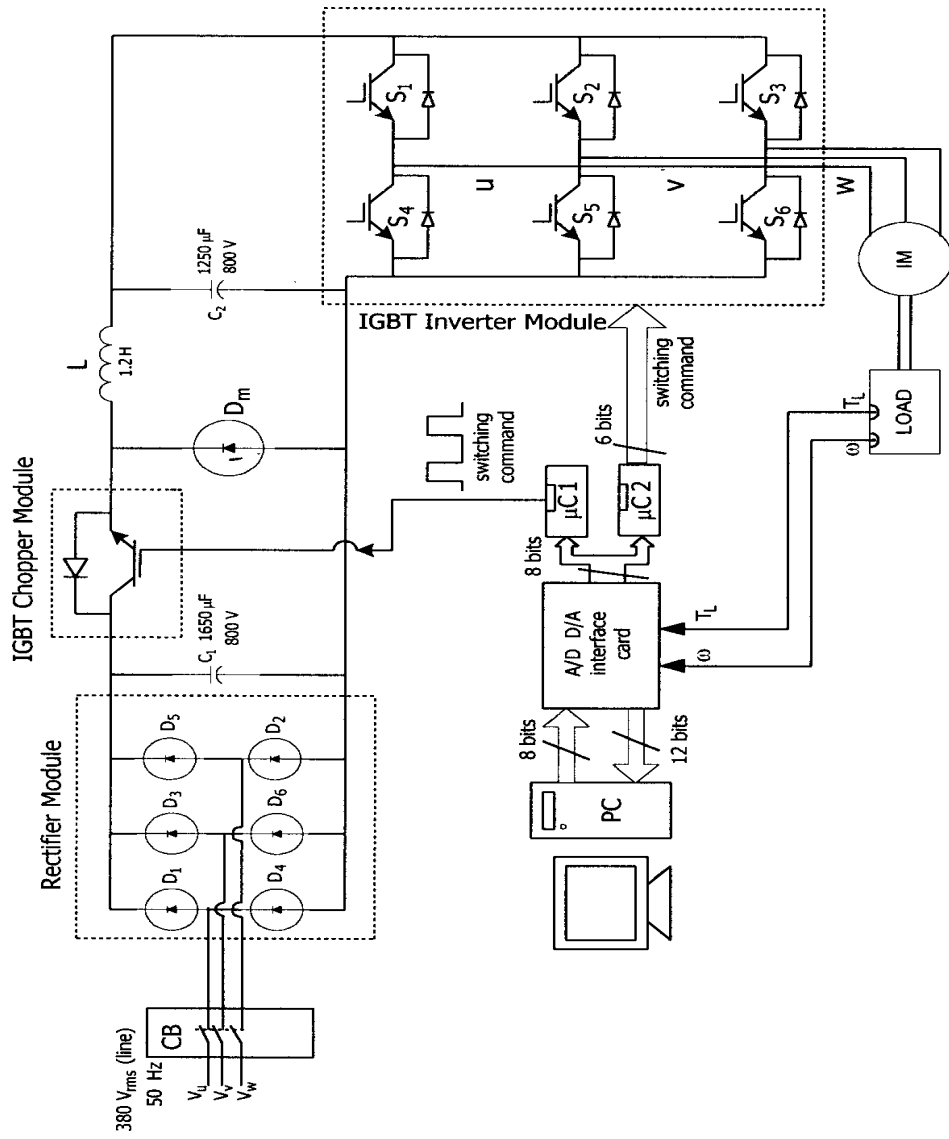 380 Vrms (line)
50 Hz
CB
Vu
Vv
Vw
Rectifier Module
D1
D3
D5
D4
D6
D2
C1
1650 µF
800 V
IGBT Chopper Module
Dm
L
1.2 H
C2
1250 µF
800 V
switching
command
IGBT Inverter Module
S1
S2
S3
S4
S5
S6
u
v
w
PC
8 bits
12 bits
A/D D/A
interface
card
8 bits
µC1
µC2
6 bits
switching
command
ω
TL
ω
TL
LOAD
IM